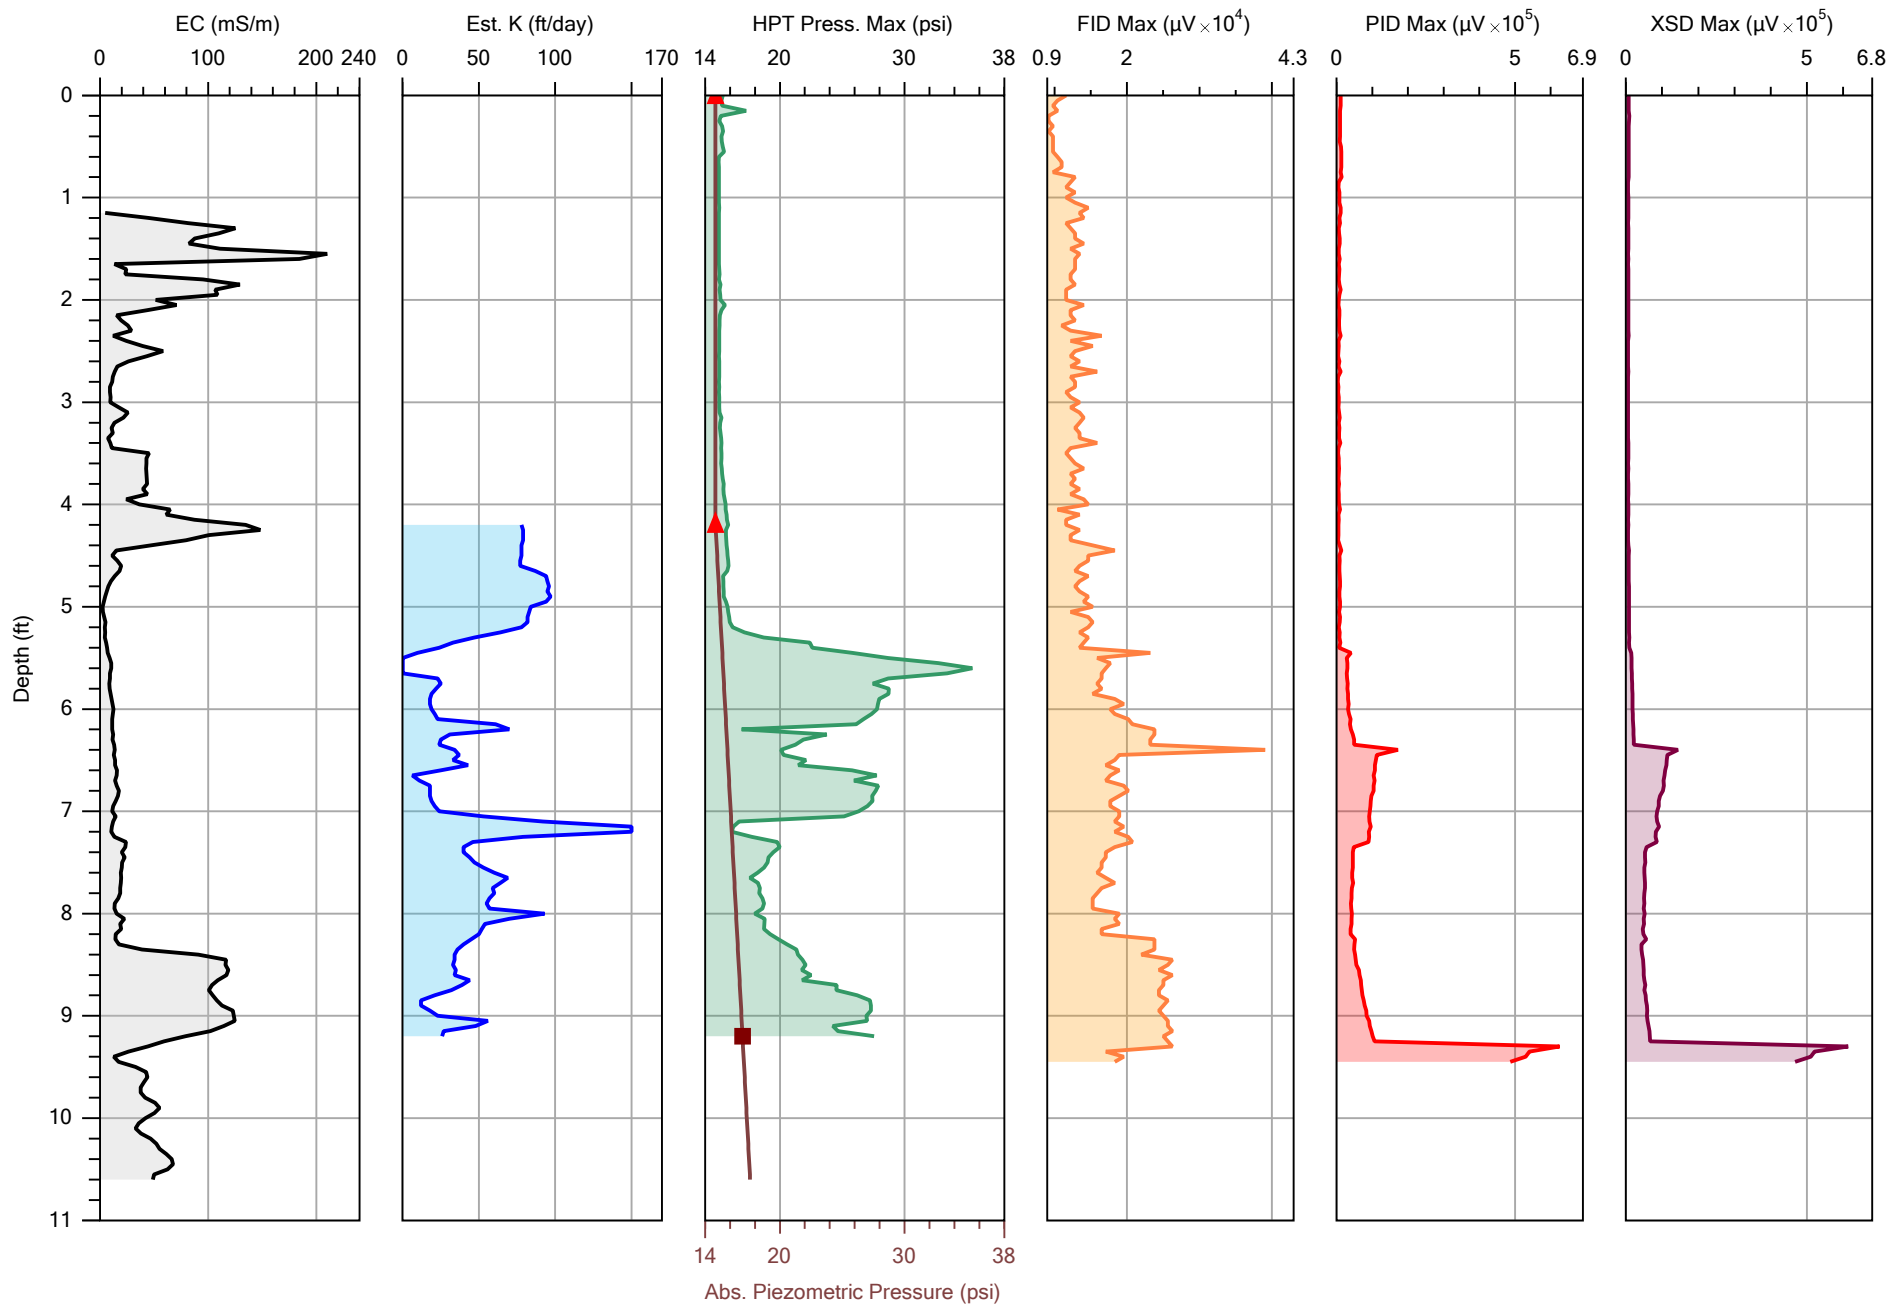 EC (mS/m) Est. K (ft/day) HPT Press. Max (psi) FID Max (µV ×10⁴) PID Max (µV ×10⁵) XSD Max (µV ×10⁵)
0 100 200 240 0 50 100 170 14 20 30 38 0.9 2 4.3 0 5 6.9 0 5 6.8
0
1
2
3
4
5
Depth (ft)
6
7
8
9
10
11
14 20 30 38
Abs. Piezometric Pressure (psi)